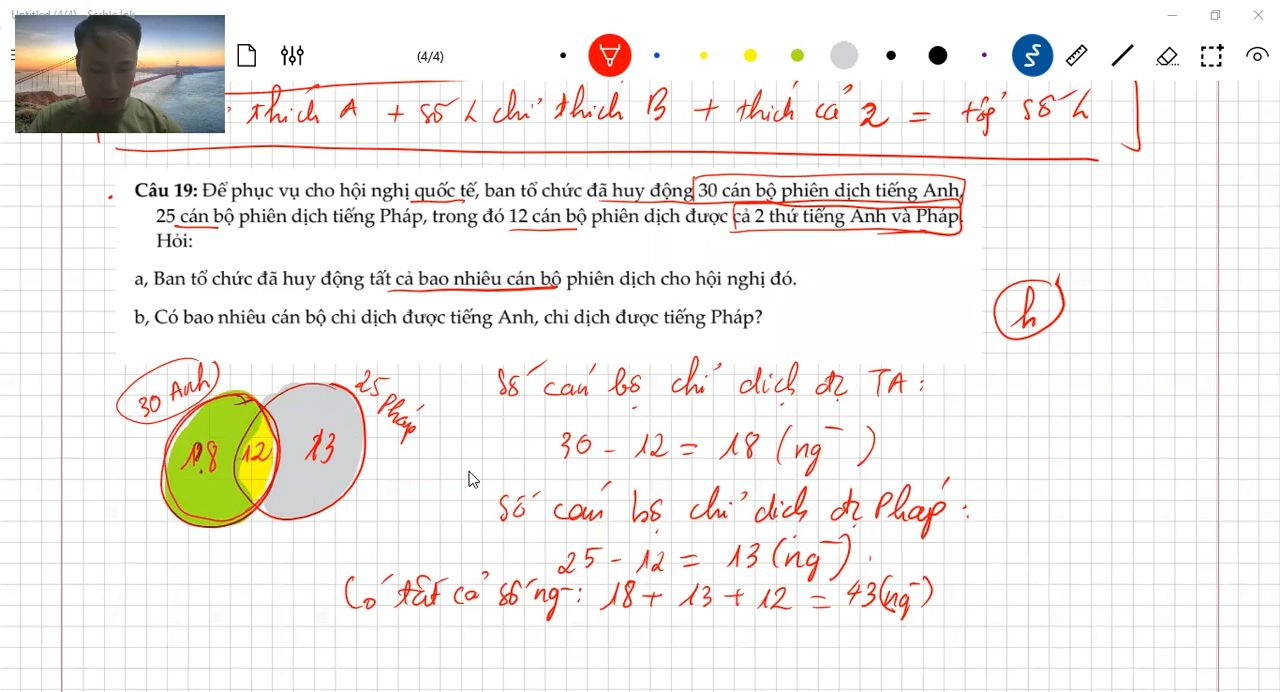 Untitled (4/4) - Scrble Ink
(4/4)
thích A + số h chỉ thích B + thích cả 2 = tổng số h
Câu 19: Để phục vụ cho hội nghị quốc tế, ban tổ chức đã huy động 30 cán bộ phiên dịch tiếng Anh,
25 cán bộ phiên dịch tiếng Pháp, trong đó 12 cán bộ phiên dịch được cả 2 thứ tiếng Anh và Pháp.
Hỏi:
a, Ban tổ chức đã huy động tất cả bao nhiêu cán bộ phiên dịch cho hội nghị đó.
b, Có bao nhiêu cán bộ chỉ dịch được tiếng Anh, chỉ dịch được tiếng Pháp?
h
30 Anh
25 Pháp
18 12 13
Số cán bộ chỉ dịch đc TA:
30 - 12 = 18 (ng)
Số cán bộ chỉ dịch đc Pháp:
25 - 12 = 13 (ng).
Có tất cả số ng: 18 + 13 + 12 = 43 (ng)